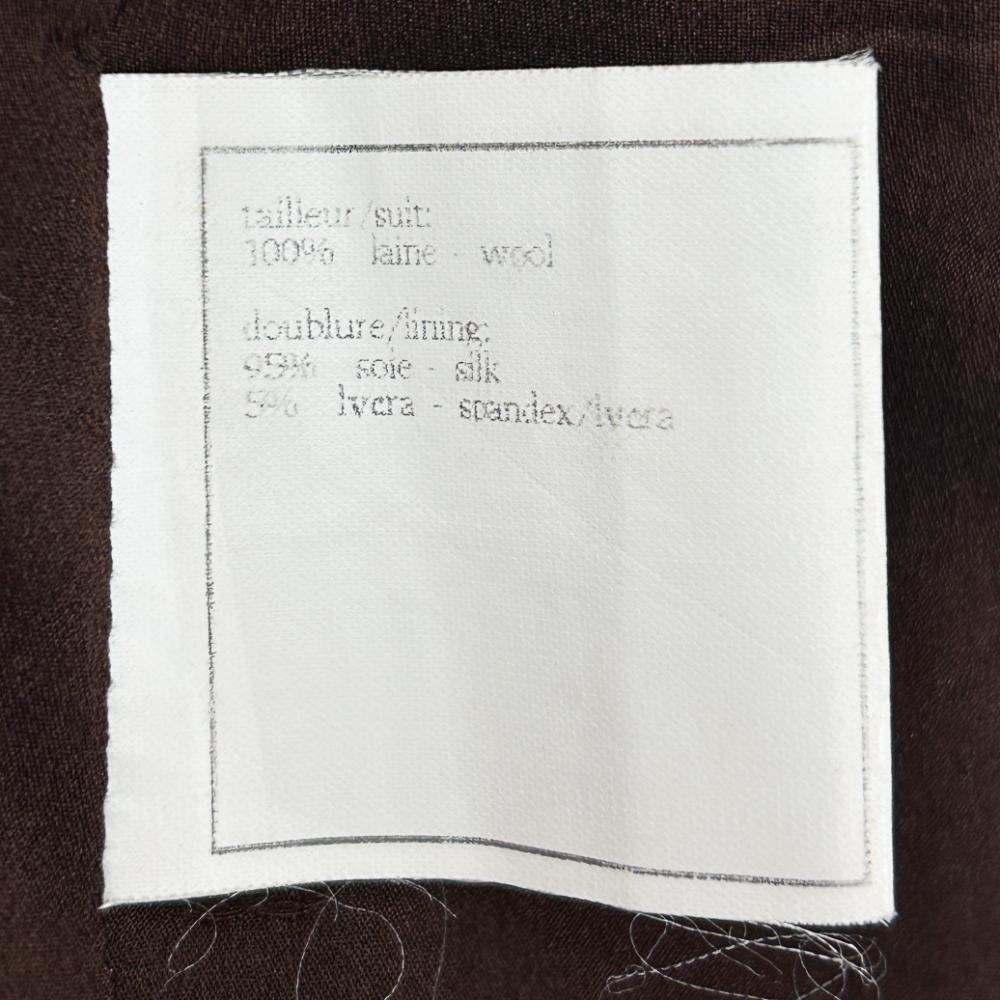 tailleur/suit:
100% laine - wool
doublure/lining:
95% soie - silk
5% lycra - spandex/lycra